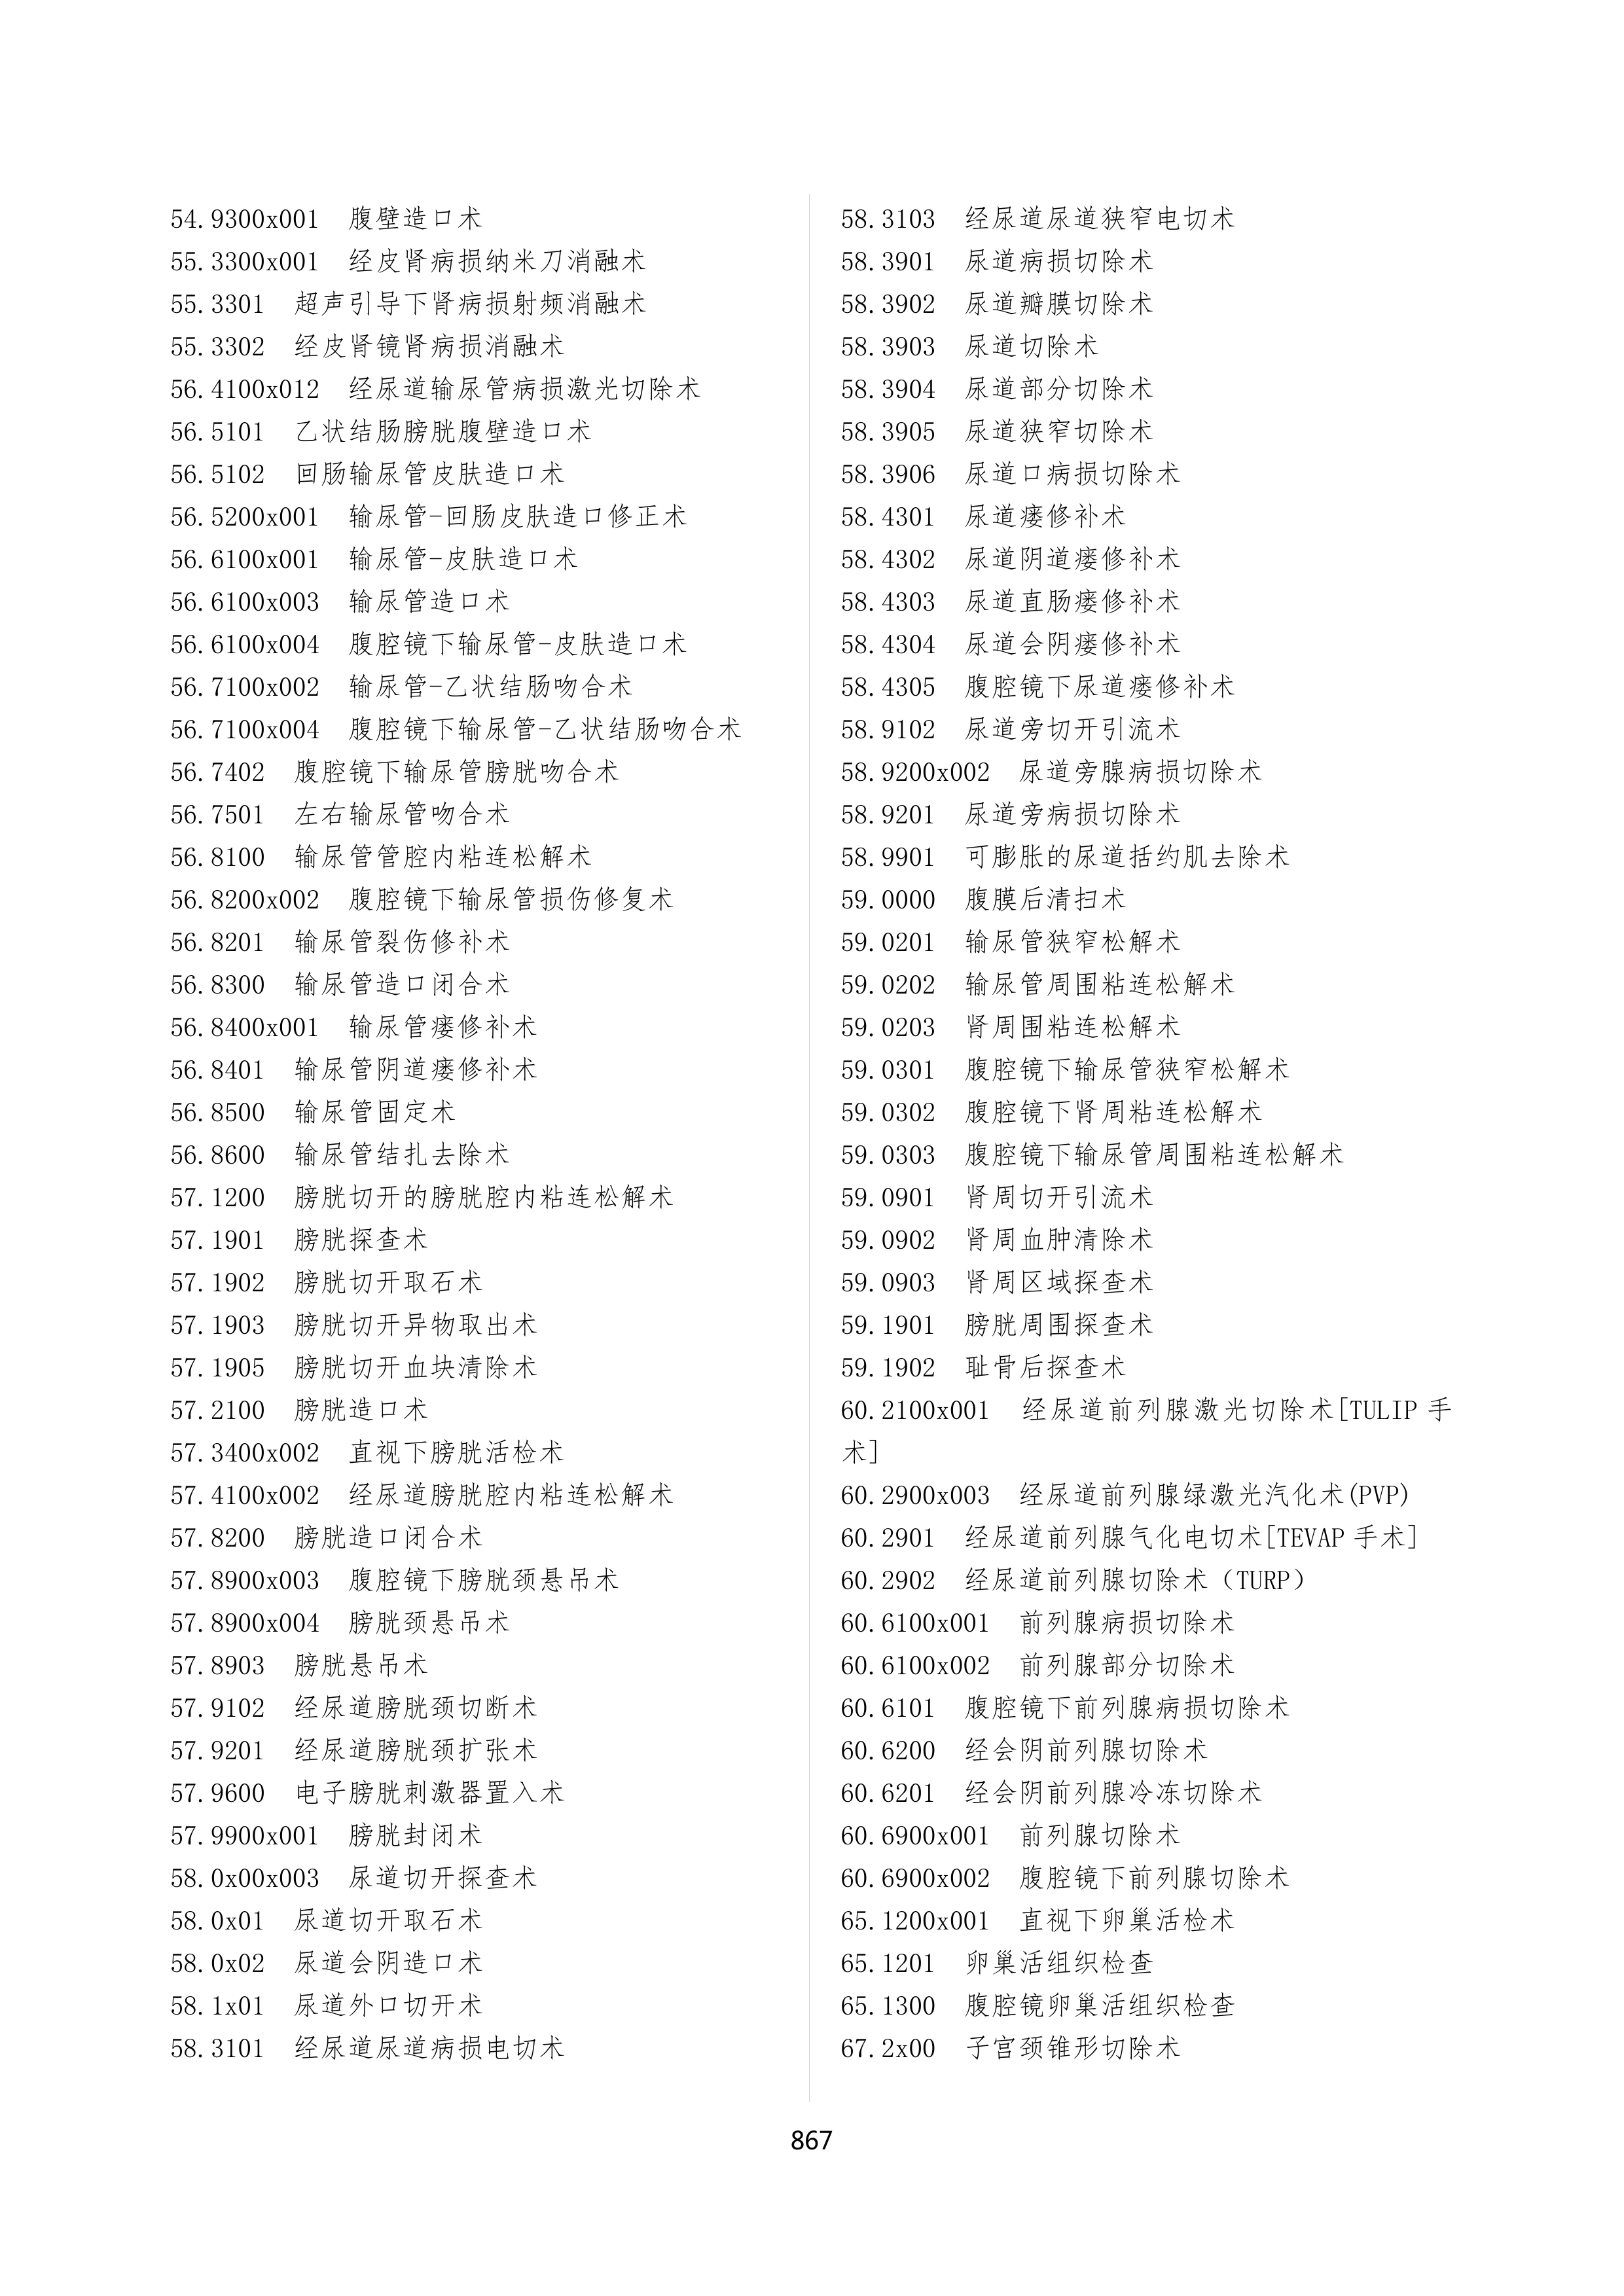 54.9300x001 腹壁造口术
55.3300x001 经皮肾病损纳米刀消融术
55.3301 超声引导下肾病损射频消融术
55.3302 经皮肾镜肾病损消融术
56.4100x012 经尿道输尿管病损激光切除术
56.5101 乙状结肠膀胱腹壁造口术
56.5102 回肠输尿管皮肤造口术
56.5200x001 输尿管-回肠皮肤造口修正术
56.6100x001 输尿管-皮肤造口术
56.6100x003 输尿管造口术
56.6100x004 腹腔镜下输尿管-皮肤造口术
56.7100x002 输尿管-乙状结肠吻合术
56.7100x004 腹腔镜下输尿管-乙状结肠吻合术
56.7402 腹腔镜下输尿管膀胱吻合术
56.7501 左右输尿管吻合术
56.8100 输尿管管腔内粘连松解术
56.8200x002 腹腔镜下输尿管损伤修复术
56.8201 输尿管裂伤修补术
56.8300 输尿管造口闭合术
56.8400x001 输尿管瘘修补术
56.8401 输尿管阴道瘘修补术
56.8500 输尿管固定术
56.8600 输尿管结扎去除术
57.1200 膀胱切开的膀胱腔内粘连松解术
57.1901 膀胱探查术
57.1902 膀胱切开取石术
57.1903 膀胱切开异物取出术
57.1905 膀胱切开血块清除术
57.2100 膀胱造口术
57.3400x002 直视下膀胱活检术
57.4100x002 经尿道膀胱腔内粘连松解术
57.8200 膀胱造口闭合术
57.8900x003 腹腔镜下膀胱颈悬吊术
57.8900x004 膀胱颈悬吊术
57.8903 膀胱悬吊术
57.9102 经尿道膀胱颈切断术
57.9201 经尿道膀胱颈扩张术
57.9600 电子膀胱刺激器置入术
57.9900x001 膀胱封闭术
58.0x00x003 尿道切开探查术
58.0x01 尿道切开取石术
58.0x02 尿道会阴造口术
58.1x01 尿道外口切开术
58.3101 经尿道尿道病损电切术
58.3103 经尿道尿道狭窄电切术
58.3901 尿道病损切除术
58.3902 尿道瓣膜切除术
58.3903 尿道切除术
58.3904 尿道部分切除术
58.3905 尿道狭窄切除术
58.3906 尿道口病损切除术
58.4301 尿道瘘修补术
58.4302 尿道阴道瘘修补术
58.4303 尿道直肠瘘修补术
58.4304 尿道会阴瘘修补术
58.4305 腹腔镜下尿道瘘修补术
58.9102 尿道旁切开引流术
58.9200x002 尿道旁腺病损切除术
58.9201 尿道旁病损切除术
58.9901 可膨胀的尿道括约肌去除术
59.0000 腹膜后清扫术
59.0201 输尿管狭窄松解术
59.0202 输尿管周围粘连松解术
59.0203 肾周围粘连松解术
59.0301 腹腔镜下输尿管狭窄松解术
59.0302 腹腔镜下肾周粘连松解术
59.0303 腹腔镜下输尿管周围粘连松解术
59.0901 肾周切开引流术
59.0902 肾周血肿清除术
59.0903 肾周区域探查术
59.1901 膀胱周围探查术
59.1902 耻骨后探查术
60.2100x001 经尿道前列腺激光切除术[TULIP 手
术]
60.2900x003 经尿道前列腺绿激光汽化术(PVP)
60.2901 经尿道前列腺气化电切术[TEVAP 手术]
60.2902 经尿道前列腺切除术（TURP）
60.6100x001 前列腺病损切除术
60.6100x002 前列腺部分切除术
60.6101 腹腔镜下前列腺病损切除术
60.6200 经会阴前列腺切除术
60.6201 经会阴前列腺冷冻切除术
60.6900x001 前列腺切除术
60.6900x002 腹腔镜下前列腺切除术
65.1200x001 直视下卵巢活检术
65.1201 卵巢活组织检查
65.1300 腹腔镜卵巢活组织检查
67.2x00 子宫颈锥形切除术
867